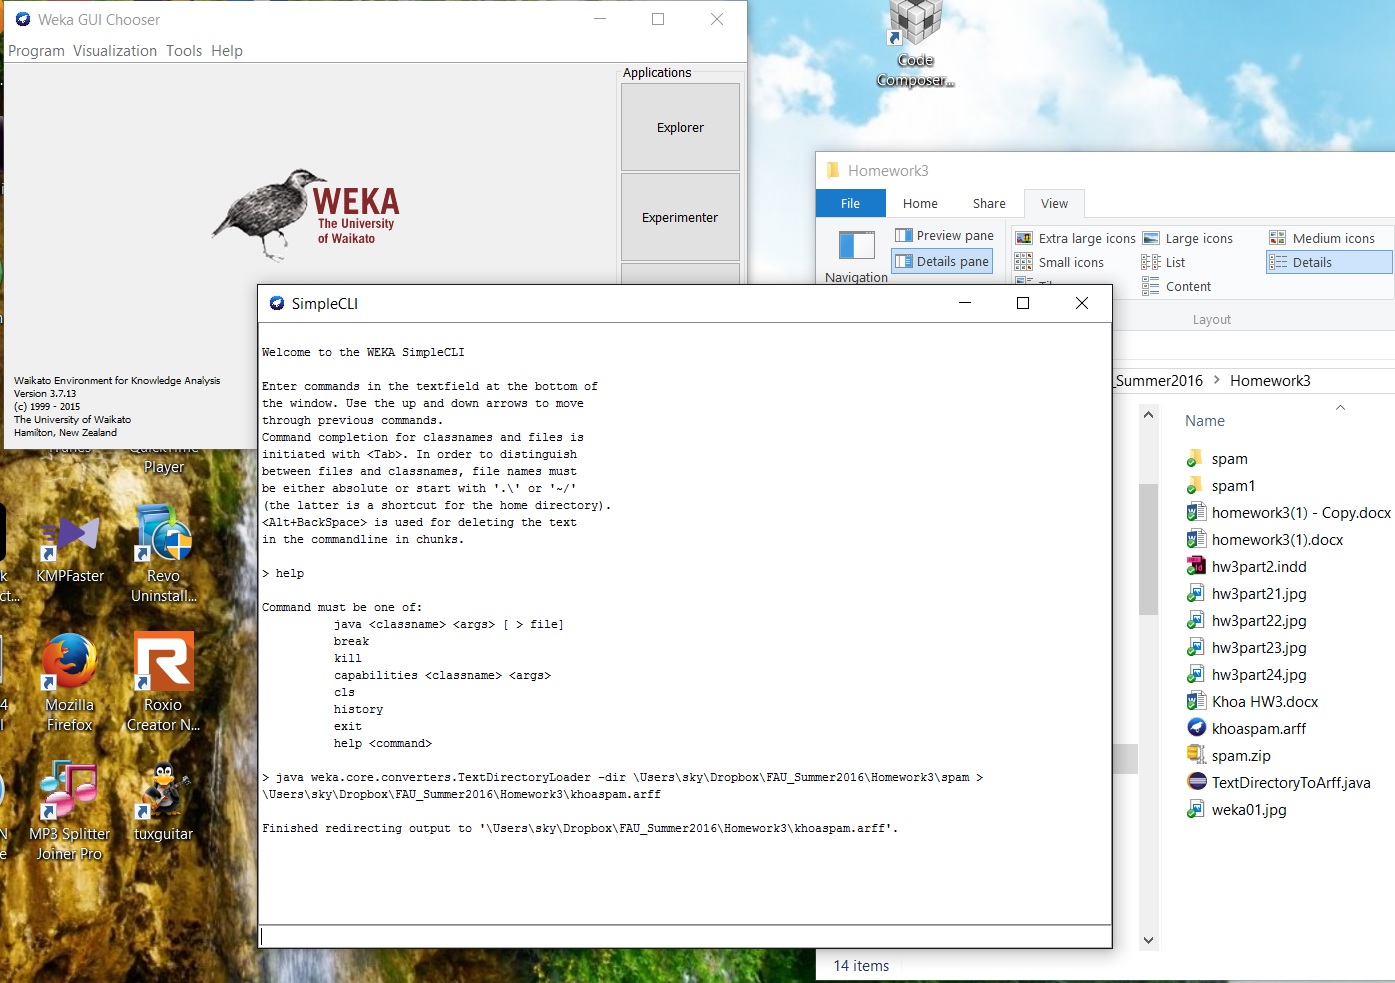 Weka GUI Chooser
Program Visualization Tools Help
Applications
Explorer
Experimenter
WEKA
The University
of Waikato
Waikato Environment for Knowledge Analysis
Version 3.7.13
(c) 1999 - 2015
The University of Waikato
Hamilton, New Zealand
Code
Composer...
Homework3
File Home Share View
Navigation
Preview pane
Details pane
Extra large icons Large icons Medium icons
Small icons List Details
Content
Layout
_Summer2016 > Homework3
Name
spam
spam1
homework3(1) - Copy.docx
homework3(1).docx
hw3part2.indd
hw3part21.jpg
hw3part22.jpg
hw3part23.jpg
hw3part24.jpg
Khoa HW3.docx
khoaspam.arff
spam.zip
TextDirectoryToArff.java
weka01.jpg
14 items
SimpleCLI
Welcome to the WEKA SimpleCLI
Enter commands in the textfield at the bottom of
the window. Use the up and down arrows to move
through previous commands.
Command completion for classnames and files is
initiated with <Tab>. In order to distinguish
between files and classnames, file names must
be either absolute or start with '.\' or '~/'
(the latter is a shortcut for the home directory).
<Alt+BackSpace> is used for deleting the text
in the commandline in chunks.
> help
Command must be one of:
java <classname> <args> [ > file]
break
kill
capabilities <classname> <args>
cls
history
exit
help <command>
> java weka.core.converters.TextDirectoryLoader -dir \Users\sky\Dropbox\FAU_Summer2016\Homework3\spam >
\Users\sky\Dropbox\FAU_Summer2016\Homework3\khoaspam.arff
Finished redirecting output to '\Users\sky\Dropbox\FAU_Summer2016\Homework3\khoaspam.arff'.
Player
KMPFaster
Revo
Uninstall...
Mozilla
Firefox
Roxio
Creator N...
MP3 Splitter
Joiner Pro
tuxguitar